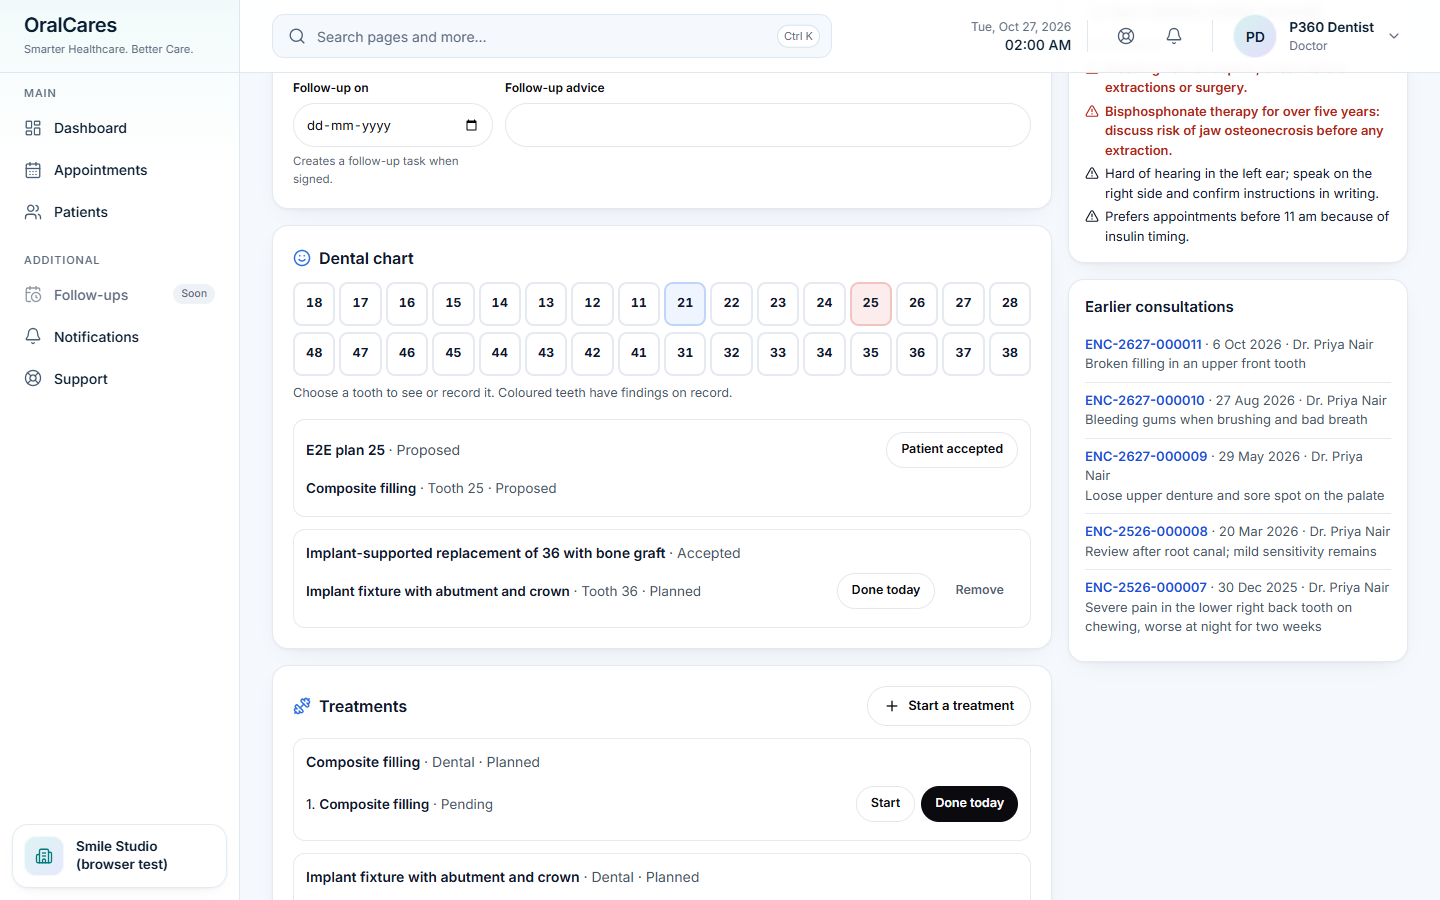 OralCares
Smarter Healthcare. Better Care.
Search pages and more...
Ctrl K
Tue, Oct 27, 2026
02:00 AM
PD
P360 Dentist
Doctor
MAIN
Dashboard
Appointments
Patients
ADDITIONAL
Follow-ups
Soon
Notifications
Support
Smile Studio
(browser test)
Follow-up on
Follow-up advice
dd-mm-yyyy
Creates a follow-up task when
signed.
Dental chart
18 17 16 15 14 13 12 11 21 22 23 24 25 26 27 28
48 47 46 45 44 43 42 41 31 32 33 34 35 36 37 38
Choose a tooth to see or record it. Coloured teeth have findings on record.
E2E plan 25 · Proposed
Patient accepted
Composite filling · Tooth 25 · Proposed
Implant-supported replacement of 36 with bone graft · Accepted
Implant fixture with abutment and crown · Tooth 36 · Planned
Done today
Remove
Treatments
Start a treatment
Composite filling · Dental · Planned
1. Composite filling · Pending
Start
Done today
Implant fixture with abutment and crown · Dental · Planned
extractions or surgery.
Bisphosphonate therapy for over five years:
discuss risk of jaw osteonecrosis before any
extraction.
Hard of hearing in the left ear; speak on the
right side and confirm instructions in writing.
Prefers appointments before 11 am because of
insulin timing.
Earlier consultations
ENC-2627-000011 · 6 Oct 2026 · Dr. Priya Nair
Broken filling in an upper front tooth
ENC-2627-000010 · 27 Aug 2026 · Dr. Priya Nair
Bleeding gums when brushing and bad breath
ENC-2627-000009 · 29 May 2026 · Dr. Priya
Nair
Loose upper denture and sore spot on the palate
ENC-2526-000008 · 20 Mar 2026 · Dr. Priya Nair
Review after root canal; mild sensitivity remains
ENC-2526-000007 · 30 Dec 2025 · Dr. Priya Nair
Severe pain in the lower right back tooth on
chewing, worse at night for two weeks